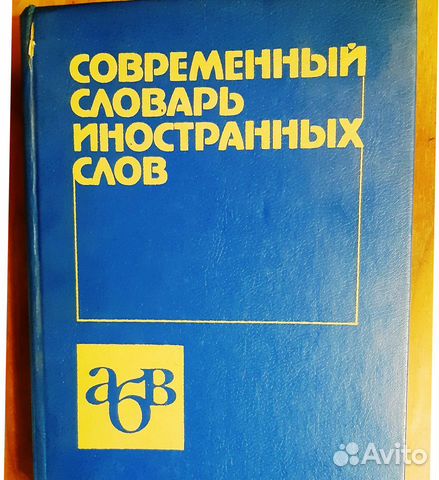 СОВРЕМЕННЫЙ
СЛОВАРЬ
ИНОСТРАННЫХ
СЛОВ
абв
Avito